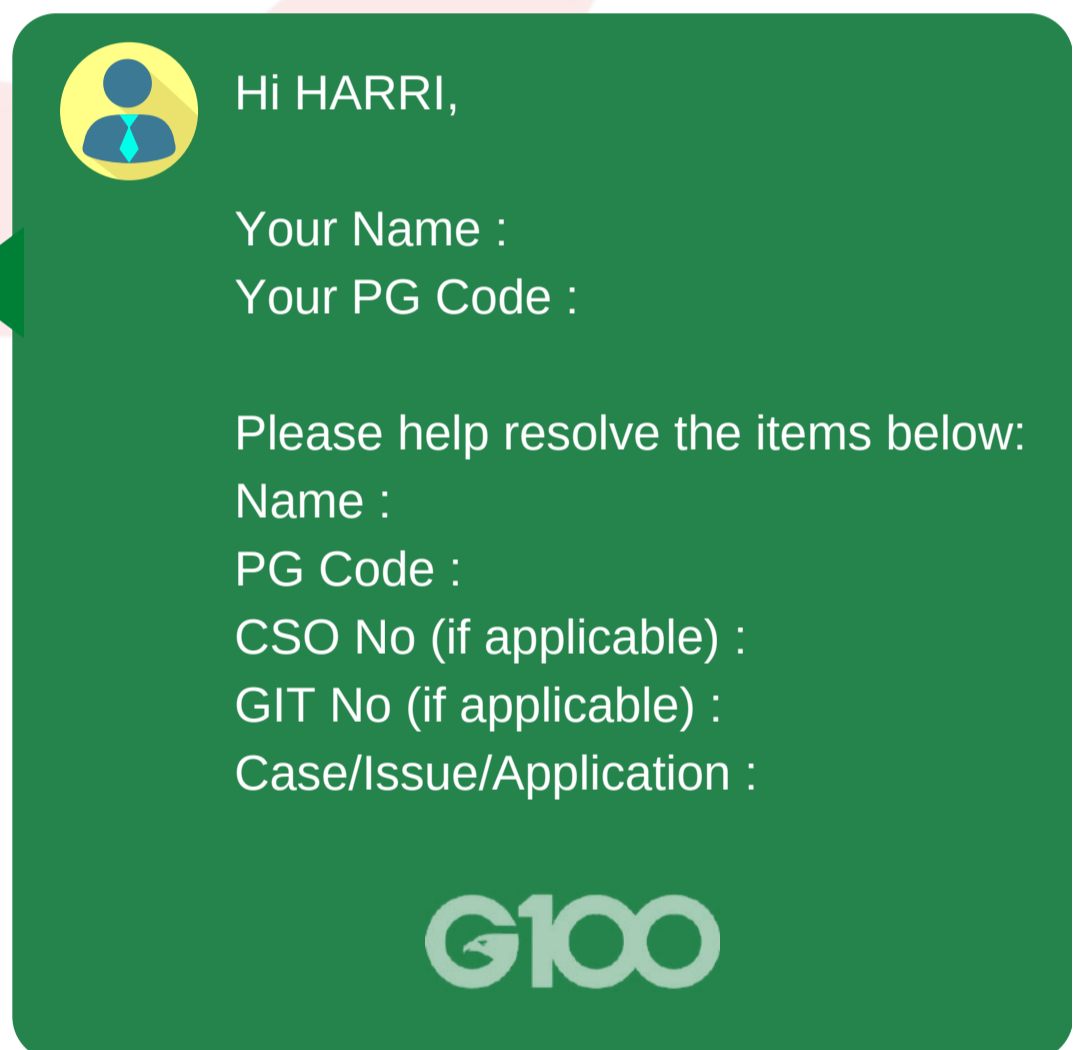 Hi HARRI,
Your Name :
Your PG Code :
Please help resolve the items below:
Name :
PG Code :
CSO No (if applicable) :
GIT No (if applicable) :
Case/Issue/Application :
G100